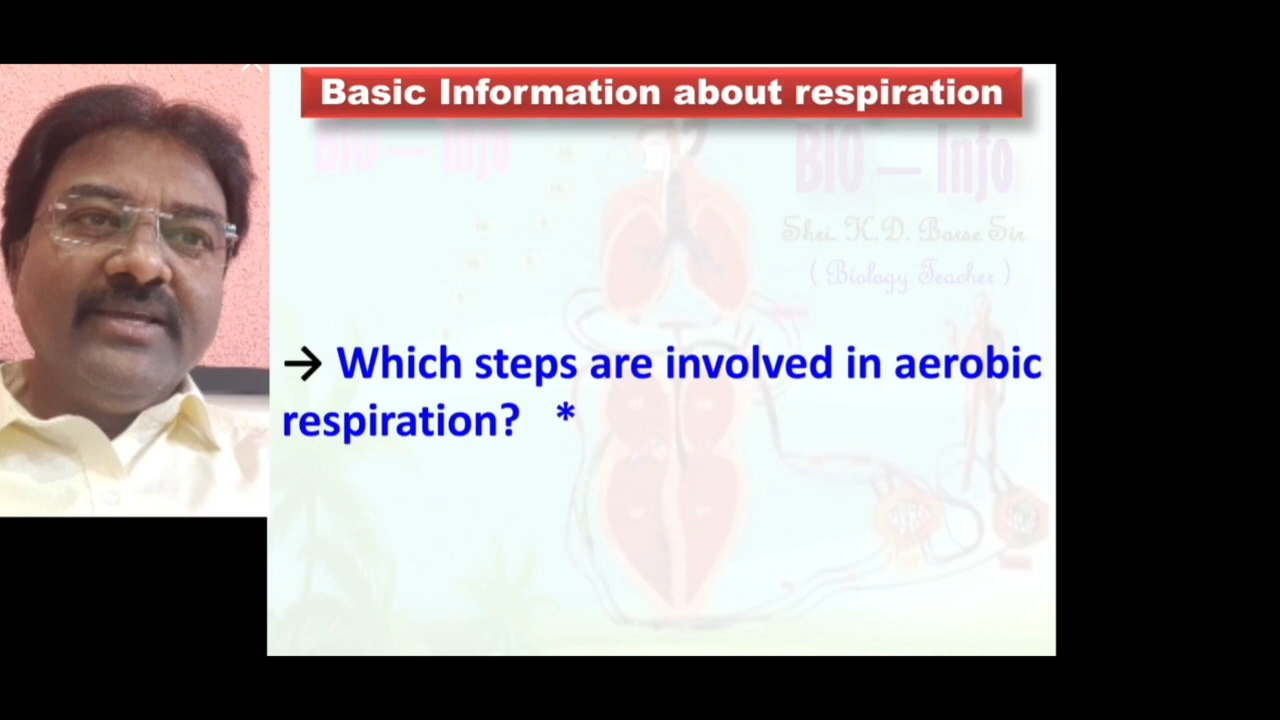 Basic Information about respiration
BIO – Info
BIO – Info
Shri. K.D. Borse Sir
( Biology Teacher )
→ Which steps are involved in aerobic
respiration? *